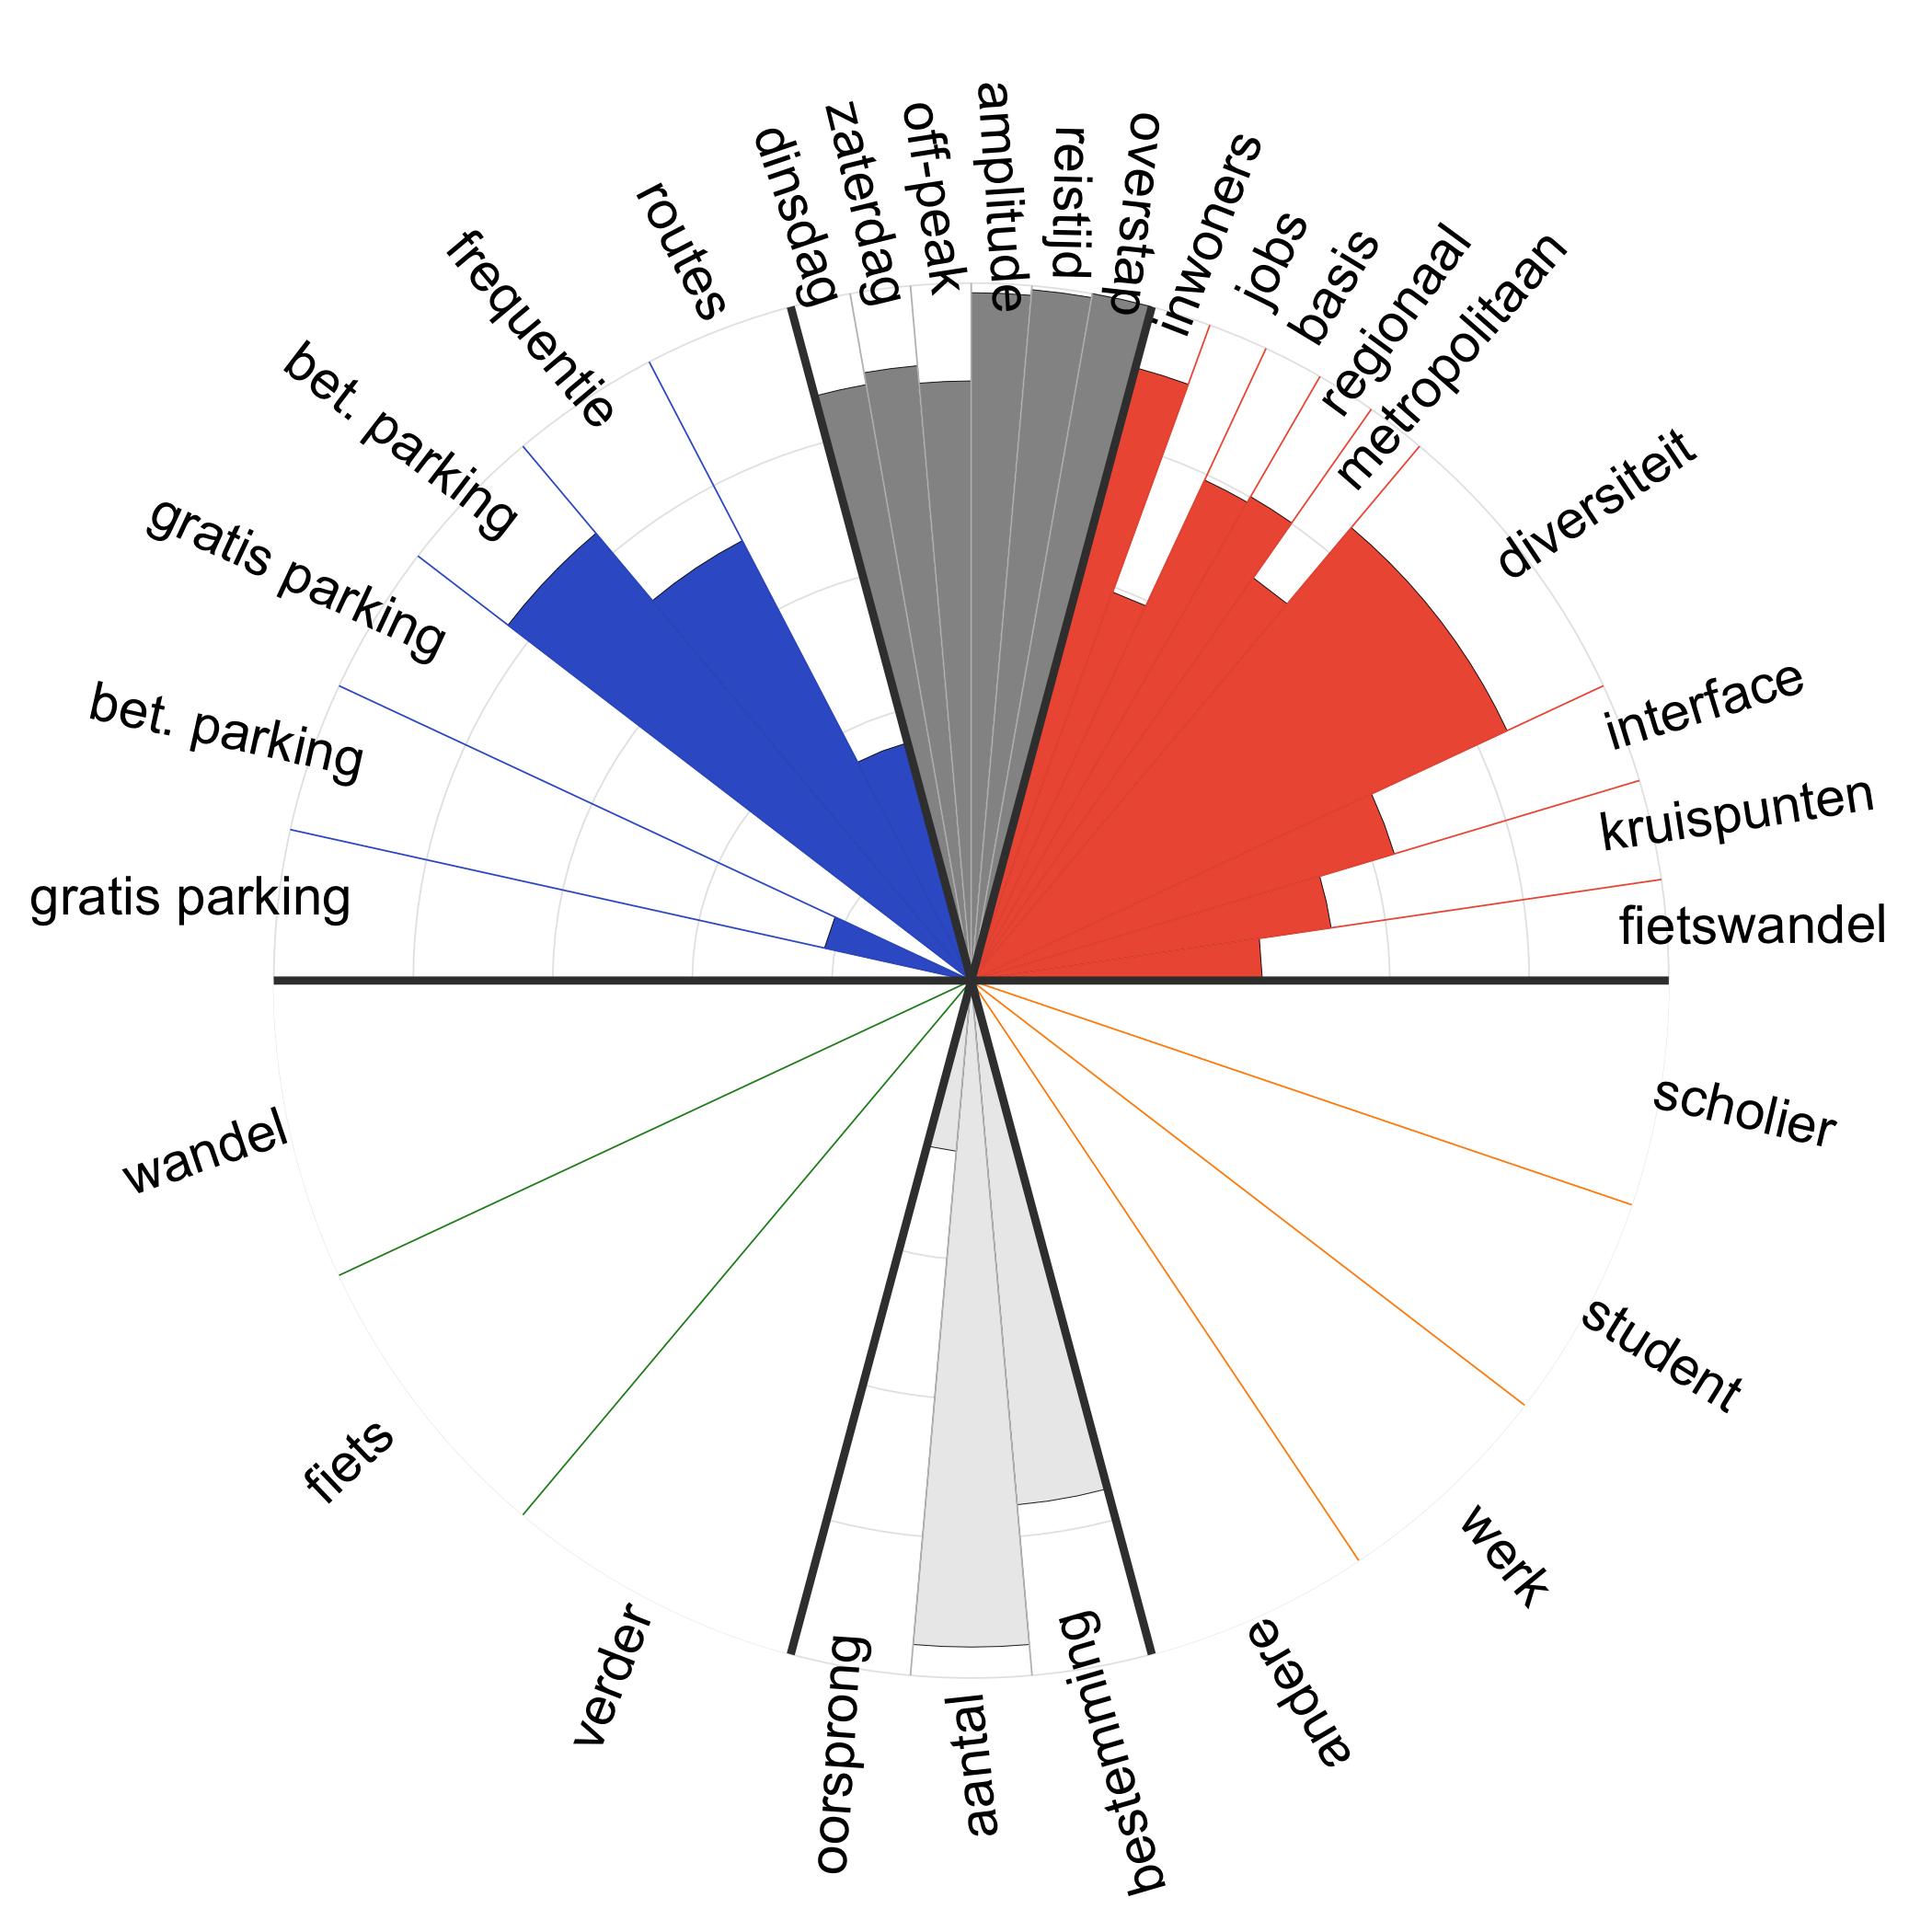 amplitude
reistijd
overstap
inwoners
jobs
basis
regionaal
metropolitaan
diversiteit
interface
kruispunten
fietswandel
scholier
student
werk
andere
bestemming
aantal
oorsprong
verder
fiets
wandel
gratis parking
bet. parking
gratis parking
bet. parking
frequentie
routes
dinsdag
zaterdag
off-peak